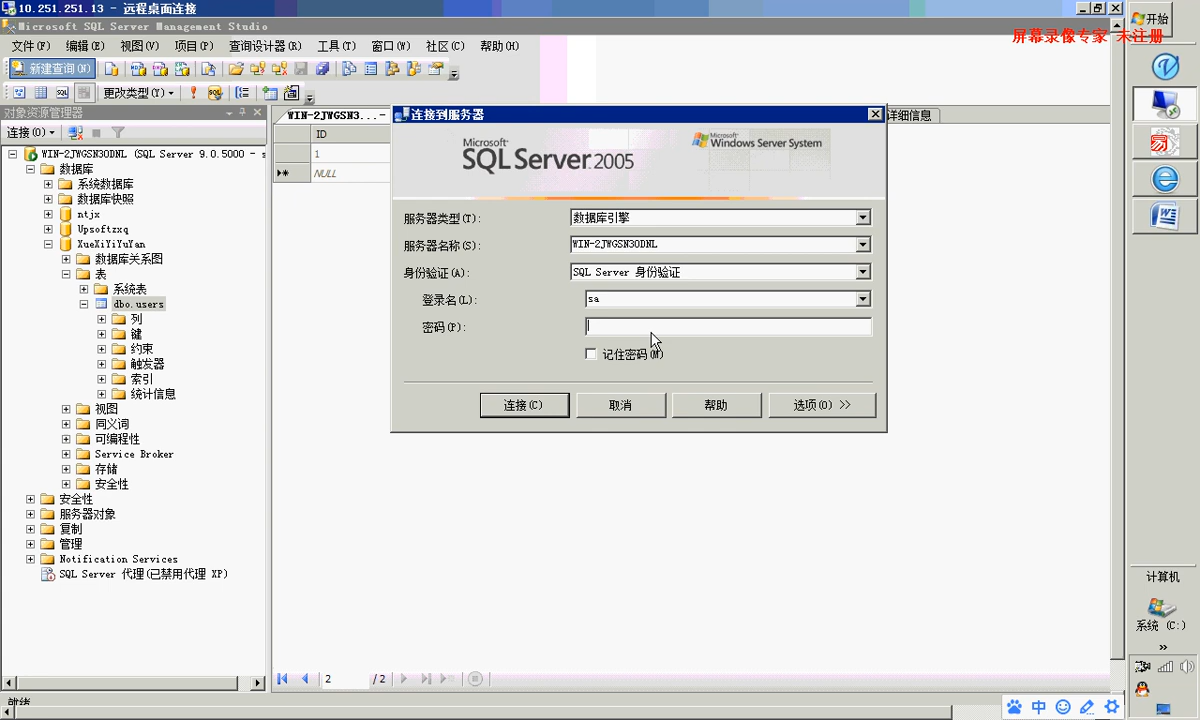 10.251.251.13 - 远程桌面连接
Microsoft SQL Server Management Studio
屏幕录像专家 未注册
开始
文件(F) 编辑(E) 视图(V) 项目(P) 查询设计器(R) 工具(T) 窗口(W) 社区(C) 帮助(H)
新建查询(N)
更改类型(Y)
对象资源管理器
连接(O)
WIN-2JWGSN3ODNL (SQL Server 9.0.5000 - s
数据库
系统数据库
数据库快照
ntjx
Upsoftzxq
XueXiYiYuYan
数据库关系图
表
系统表
dbo.users
列
键
约束
触发器
索引
统计信息
视图
同义词
可编程性
Service Broker
存储
安全性
安全性
服务器对象
复制
管理
Notification Services
SQL Server 代理(已禁用代理 XP)
WIN-2JWGSN3...
详细信息
ID
1
NULL
连接到服务器
Microsoft
SQL Server 2005
Microsoft
Windows Server System
服务器类型(T): 数据库引擎
服务器名称(S): WIN-2JWGSN3ODNL
身份验证(A): SQL Server 身份验证
登录名(L): sa
密码(P):
记住密码(M)
连接(C) 取消 帮助 选项(O) >>
2 / 2
就绪
中
计算机
系统 (C:)
»